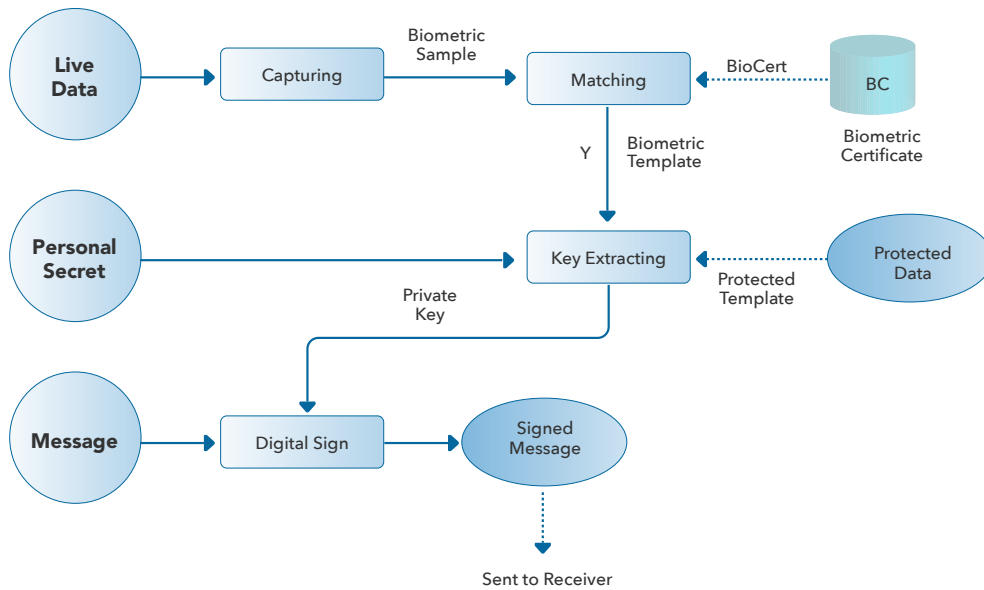 Live
Data
Capturing
Biometric
Sample
Matching
BioCert
BC
Biometric
Certificate
Y
Biometric
Template
Personal
Secret
Key Extracting
Protected
Template
Protected
Data
Private
Key
Message
Digital Sign
Signed
Message
Sent to Receiver